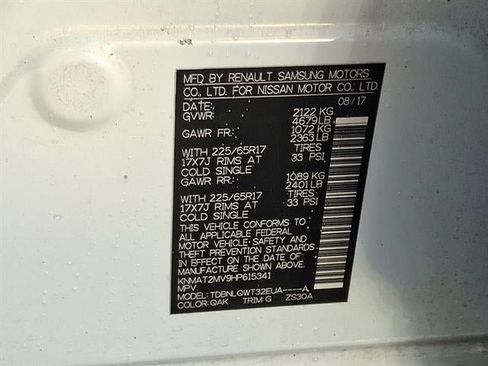 MFD BY RENAULT SAMSUNG MOTORS
CO., LTD. FOR NISSAN MOTOR CO., LTD.
DATE: 08/17
GVWR: 2122 KG
4679 LB
GAWR FR: 1072 KG
2363 LB
WITH 225/65R17 TIRES
17X7J RIMS AT 33 PSI
COLD SINGLE
GAWR RR: 1089 KG
2401 LB
WITH 225/65R17 TIRES
17X7J RIMS AT 33 PSI
COLD SINGLE
THIS VEHICLE CONFORMS TO
ALL APPLICABLE FEDERAL
MOTOR VEHICLE SAFETY AND
THEFT PREVENTION STANDARDS
IN EFFECT ON THE DATE OF
MANUFACTURE SHOWN ABOVE.
KNMAT2MV9HP615341
MPV
MODEL: TDBNLQWT32EUA----A
COLOR: QAK TRIM: G ZS30A